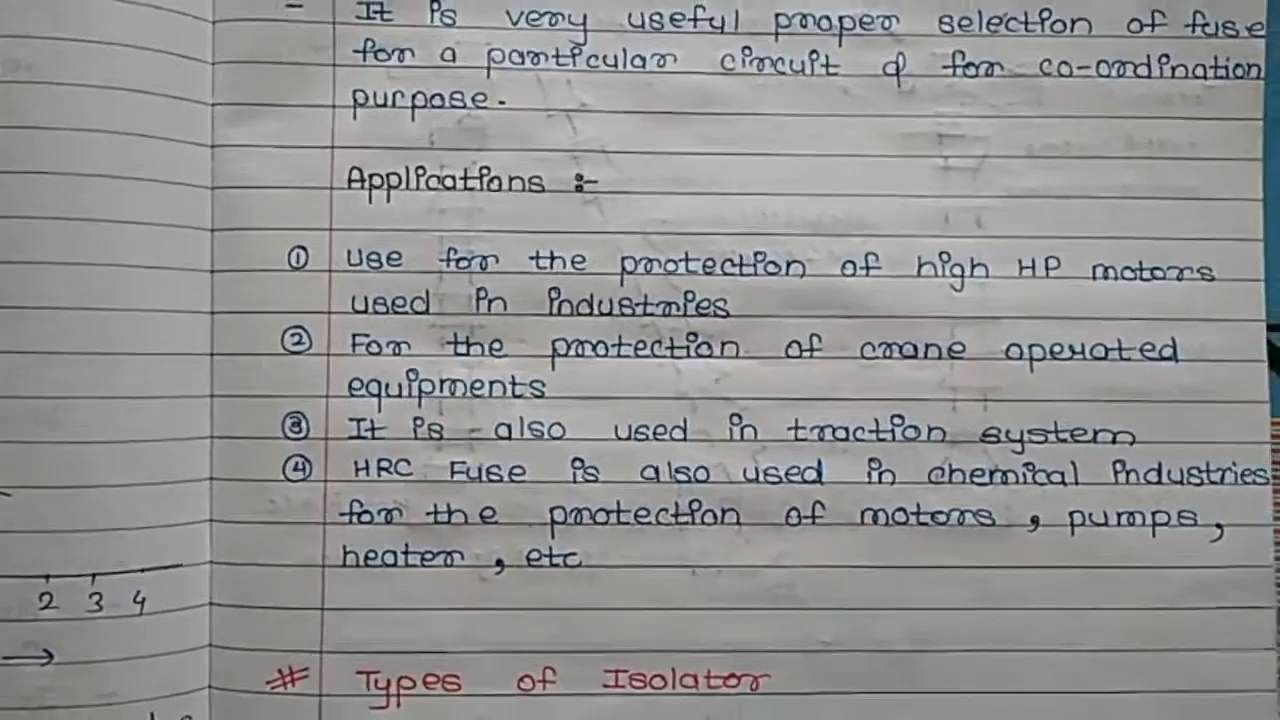 - It is very useful proper selection of fuse
for a particular circuit & for co-ordination
purpose.
Applications :-
① Use for the protection of high HP motors
used in industries
② For the protection of crane operated
equipments
③ It is also used in traction system
④ HRC Fuse is also used in chemical industries
for the protection of motors, pumps,
heater, etc
2 3 4
→
# Types of Isolator